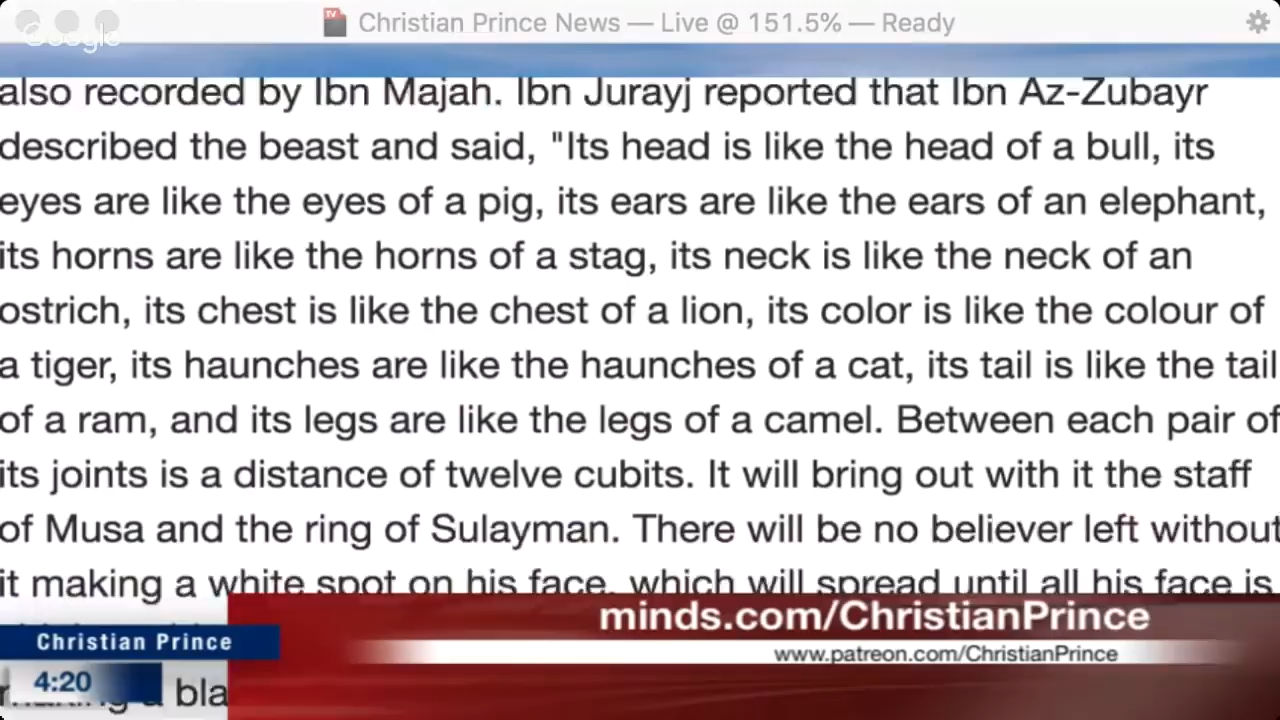 TV Christian Prince News — Live @ 151.5% — Ready
Google
also recorded by Ibn Majah. Ibn Jurayj reported that Ibn Az-Zubayr
described the beast and said, "Its head is like the head of a bull, its
eyes are like the eyes of a pig, its ears are like the ears of an elephant,
its horns are like the horns of a stag, its neck is like the neck of an
ostrich, its chest is like the chest of a lion, its color is like the colour of
a tiger, its haunches are like the haunches of a cat, its tail is like the tail
of a ram, and its legs are like the legs of a camel. Between each pair of
its joints is a distance of twelve cubits. It will bring out with it the staff
of Musa and the ring of Sulayman. There will be no believer left without
it making a white spot on his face, which will spread until all his face is
minds.com/ChristianPrince
Christian Prince
www.patreon.com/ChristianPrince
4:20
bla